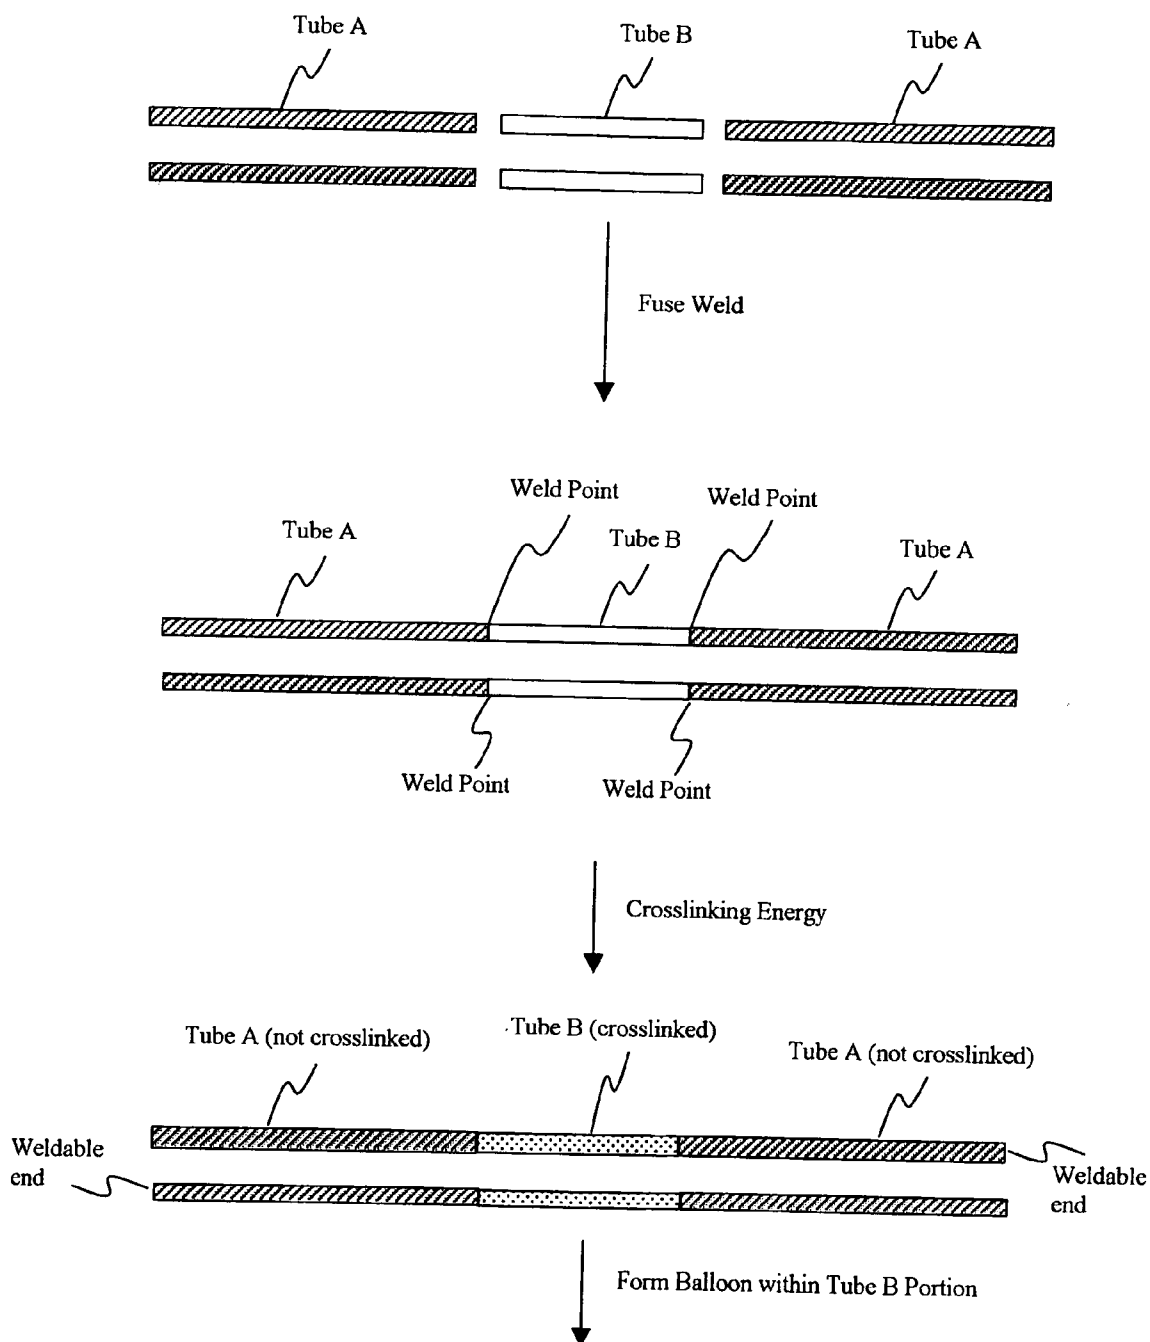 Tube A
Tube B
Tube A
Fuse Weld
Weld Point
Weld Point
Tube A
Tube B
Tube A
Weld Point
Weld Point
Crosslinking Energy
Tube A (not crosslinked)
Tube B (crosslinked)
Tube A (not crosslinked)
Weldable
end
Weldable
end
Form Balloon within Tube B Portion